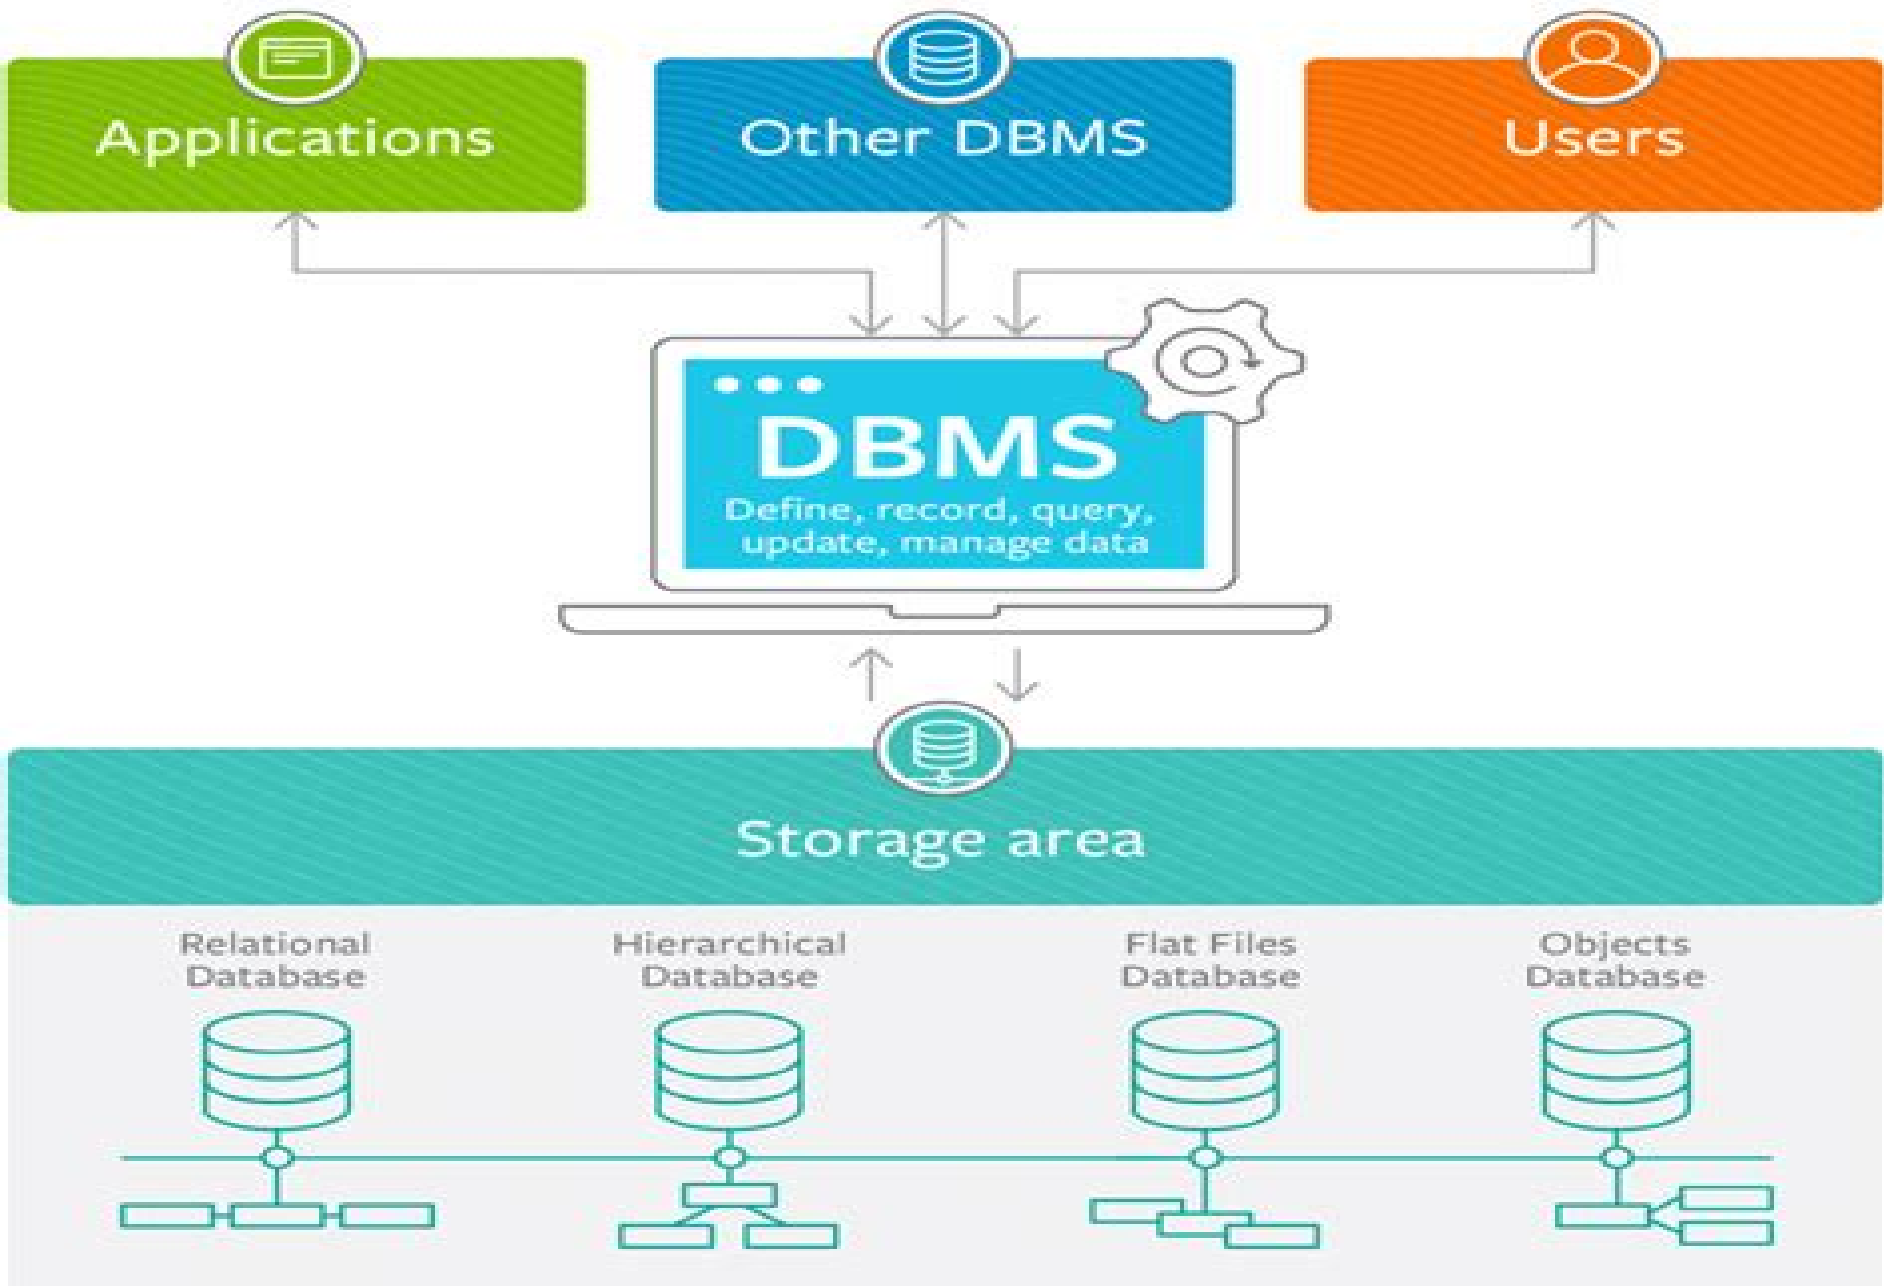 Applications
Other DBMS
Users
DBMS
Define, record, query,
update, manage data
Storage area
Relational
Database
Hierarchical
Database
Flat Files
Database
Objects
Database